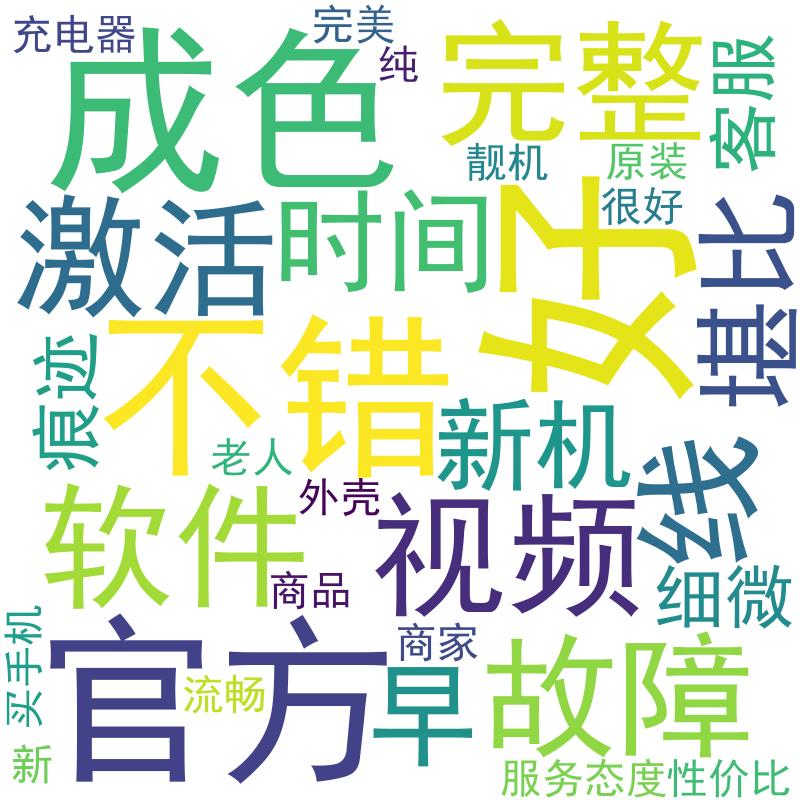 充电器
完美
纯
成色
完整
客服
靓机
原装
很好
激活
时间
好
堪比
不错
痕迹
新机
线
老人
外壳
软件
视频
商品
细微
买手机
官方
商家
故障
流畅
早
新
服务态度
性价比